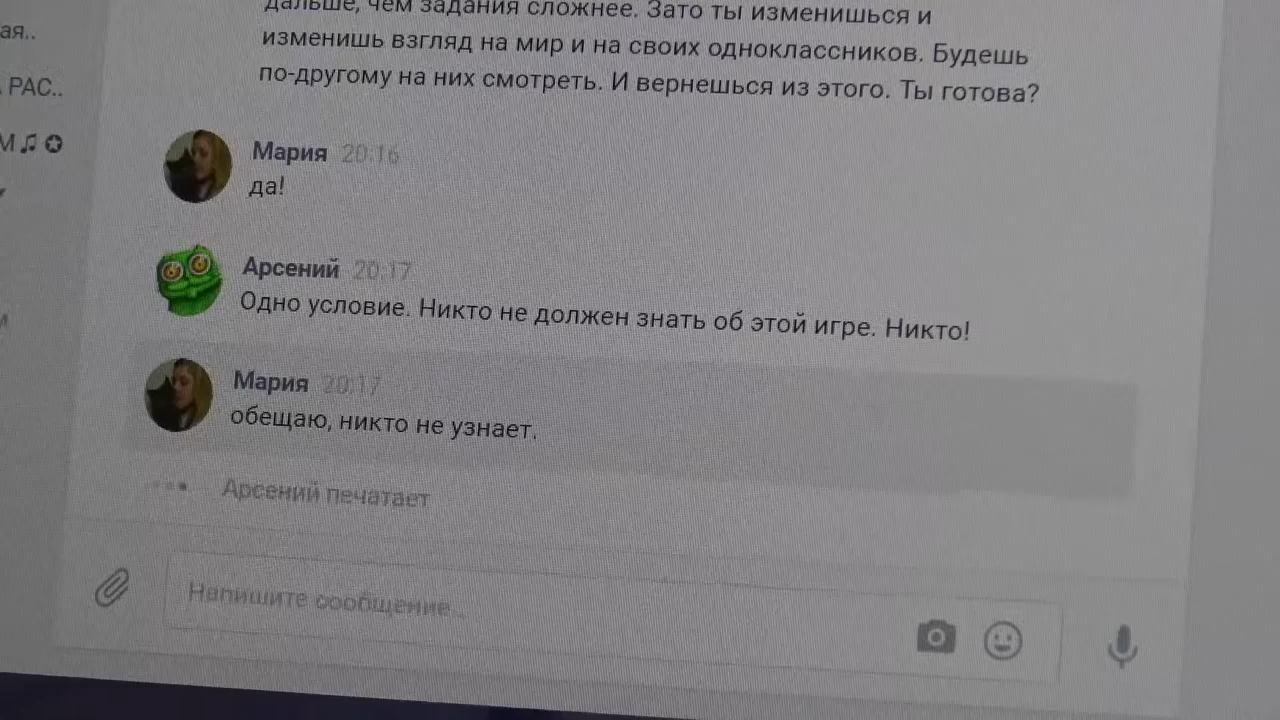 дальше, чем задания сложнее. Зато ты изменишься и
изменишь взгляд на мир и на своих одноклассников. Будешь
по-другому на них смотреть. И вернешься из этого. Ты готова?
ая..
РАС..
М♫✪
Мария 20:16
да!
Арсений 20:17
Одно условие. Никто не должен знать об этой игре. Никто!
Мария 20:17
обещаю, никто не узнает.
Арсений печатает
Напишите сообщение...